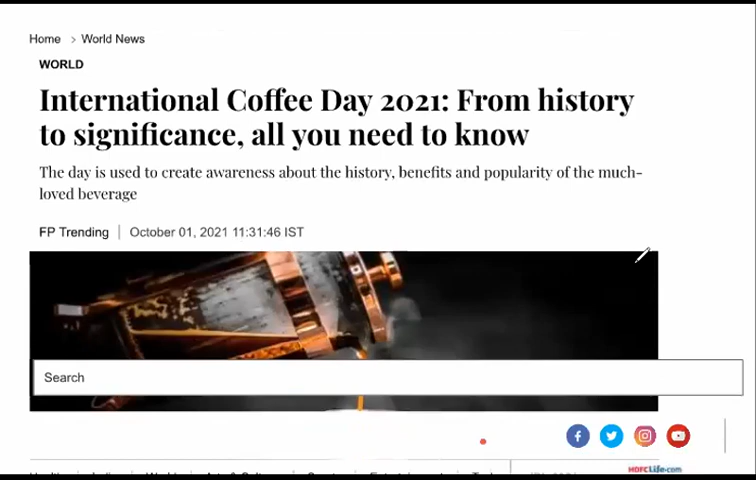 Home > World News
WORLD
International Coffee Day 2021: From history
to significance, all you need to know
The day is used to create awareness about the history, benefits and popularity of the much-
loved beverage
FP Trending | October 01, 2021 11:31:46 IST
Search
HDFCLife.com